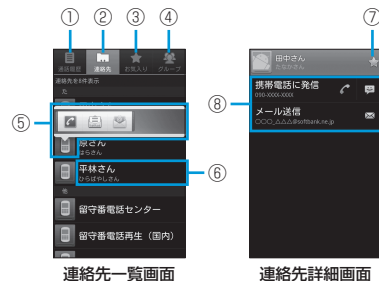 ① ② ③ ④
通話履歴 連絡先 お気入り グループ
連絡先を8件表示
た
⑤
原さん
はらさん
平林さん
ひらばやしさん
⑥
他
留守番電話センター
留守番電話再生（国内）
連絡先一覧画面
⑦
田中さん
たなかさん
⑧
携帯電話に発信
090-XXXX-XXXX
メール送信
○○○_△△△@softbank.ne.jp
連絡先詳細画面